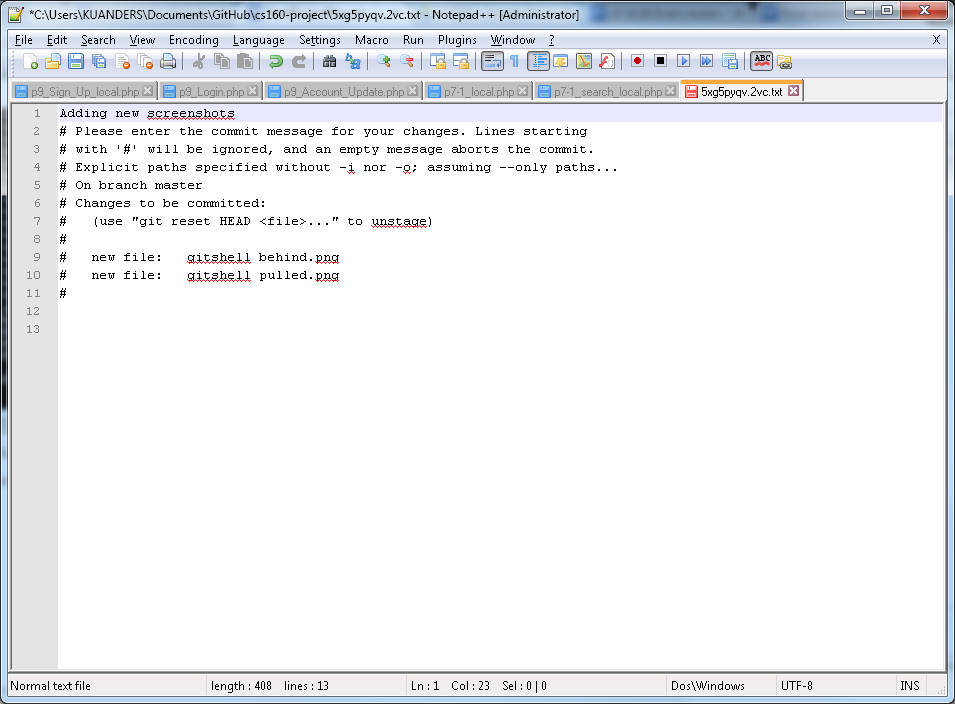 *C:\Users\KUANDERS\Documents\GitHub\cs160-project\5xg5pyqv.2vc.txt - Notepad++ [Administrator]
File Edit Search View Encoding Language Settings Macro Run Plugins Window ? X
p9_Sign_Up_local.php p9_Login.php p9_Account_Update.php p7-1_local.php p7-1_search_local.php 5xg5pyqv.2vc.txt
1 Adding new screenshots
2 # Please enter the commit message for your changes. Lines starting
3 # with '#' will be ignored, and an empty message aborts the commit.
4 # Explicit paths specified without -i nor -o; assuming --only paths...
5 # On branch master
6 # Changes to be committed:
7 #   (use "git reset HEAD <file>..." to unstage)
8 #
9 #   new file:   gitshell behind.png
10 #   new file:   gitshell pulled.png
11 #
12
13
Normal text file length : 408 lines : 13 Ln : 1 Col : 23 Sel : 0 | 0 Dos\Windows UTF-8 INS